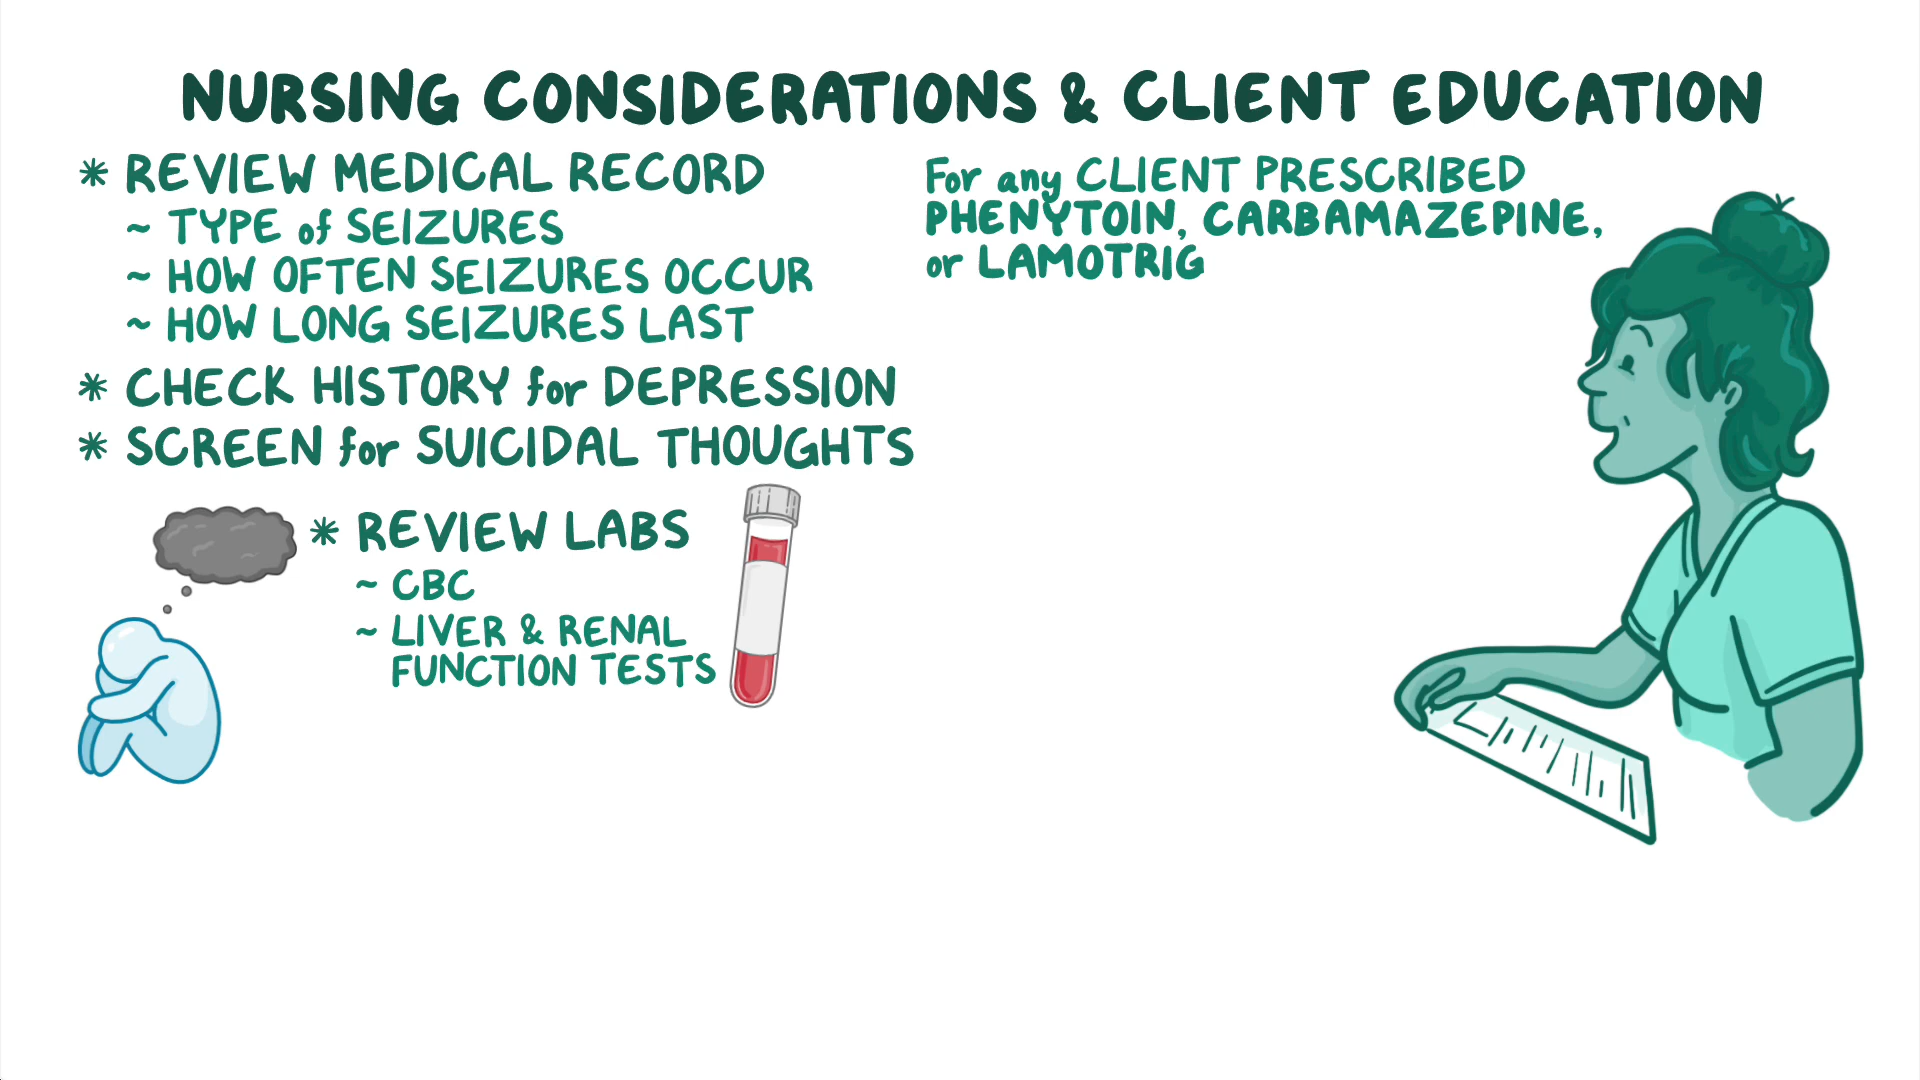 NURSING CONSIDERATIONS & CLIENT EDUCATION
* REVIEW MEDICAL RECORD
~ TYPE of SEIZURES
~ HOW OFTEN SEIZURES OCCUR
~ HOW LONG SEIZURES LAST
* CHECK HISTORY for DEPRESSION
* SCREEN for SUICIDAL THOUGHTS
* REVIEW LABS
~ CBC
~ LIVER & RENAL
FUNCTION TESTS
For any CLIENT PRESCRIBED
PHENYTOIN, CARBAMAZEPINE,
or LAMOTRIG